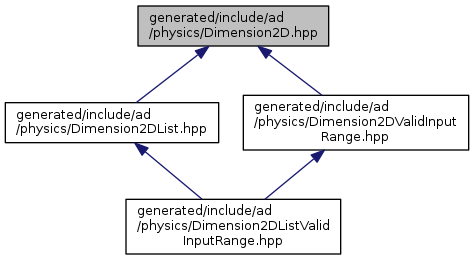 generated/include/ad
/physics/Dimension2D.hpp
generated/include/ad
/physics/Dimension2DList.hpp
generated/include/ad
/physics/Dimension2DValidInput
Range.hpp
generated/include/ad
/physics/Dimension2DListValid
InputRange.hpp